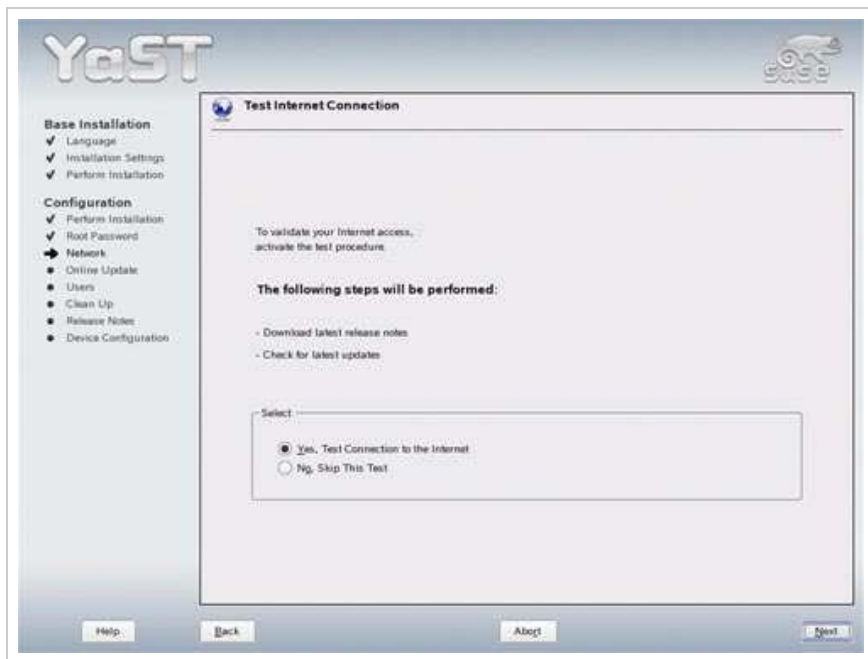 YaST
SUSE
Test Internet Connection
Base Installation
Language
Installation Settings
Perform Installation
Configuration
Perform Installation
Root Password
Network
Online Update
Users
Clean Up
Release Notes
Device Configuration
To validate your Internet access,
activate the test procedure.
The following steps will be performed:
- Download latest release notes
- Check for latest updates
Select
Yes, Test Connection to the Internet
No, Skip This Test
Help
Back
Abort
Next